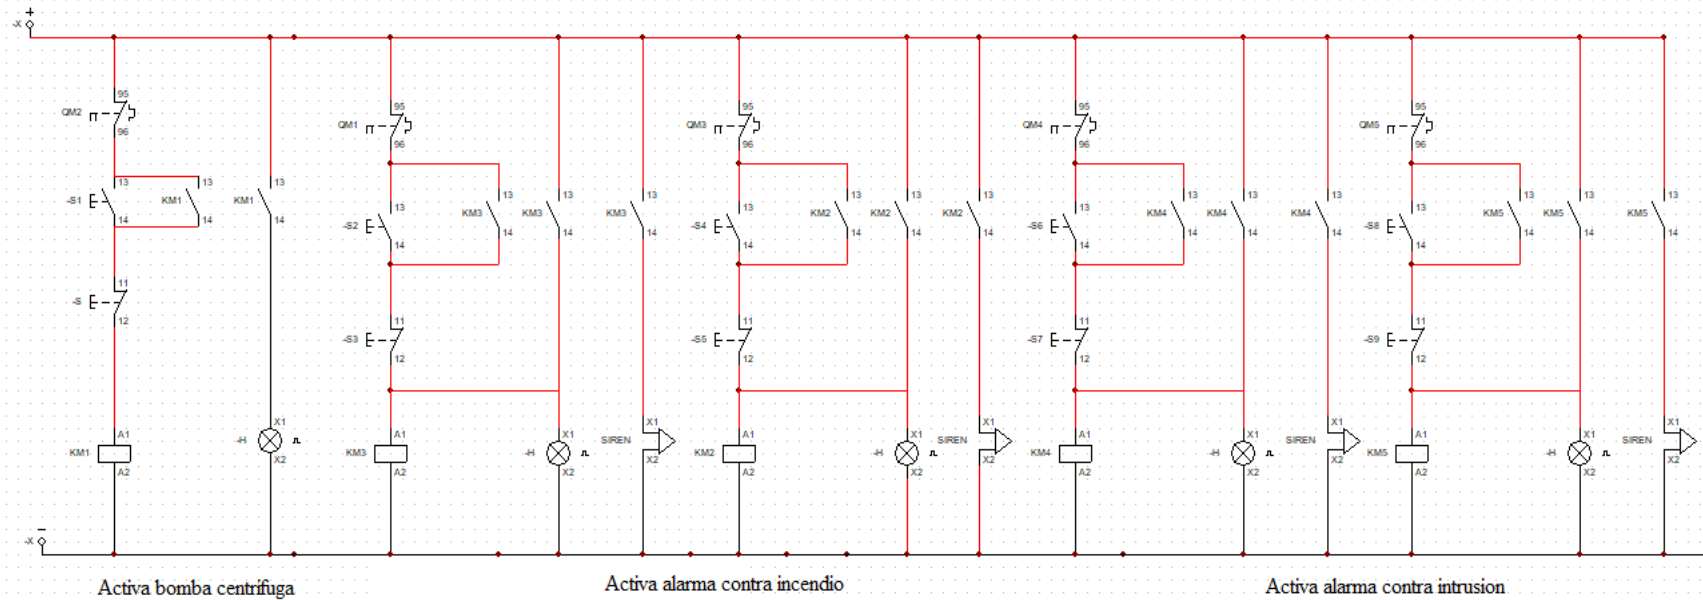 +
-X
95
QM2
96
13
-S1
14
13
KM1
14
13
KM1
14
11
-S
12
A1
KM1
A2
X1
-H
X2
95
QM1
96
13
-S2
14
13
KM3
14
13
KM3
14
13
KM3
14
11
-S3
12
A1
KM3
A2
X1
-H
X2
X1
SIREN
X2
95
QM3
96
13
-S4
14
13
KM2
14
13
KM2
14
13
KM2
14
11
-S5
12
A1
KM2
A2
X1
-H
X2
X1
SIREN
X2
95
QM4
96
13
-S6
14
13
KM4
14
13
KM4
14
13
KM4
14
11
-S7
12
A1
KM4
A2
X1
-H
X2
X1
SIREN
X2
95
QM5
96
13
-S8
14
13
KM5
14
13
KM5
14
13
KM5
14
11
-S9
12
A1
KM5
A2
X1
-H
X2
X1
SIREN
X2
-
-X
Activa bomba centrifuga
Activa alarma contra incendio
Activa alarma contra intrusion